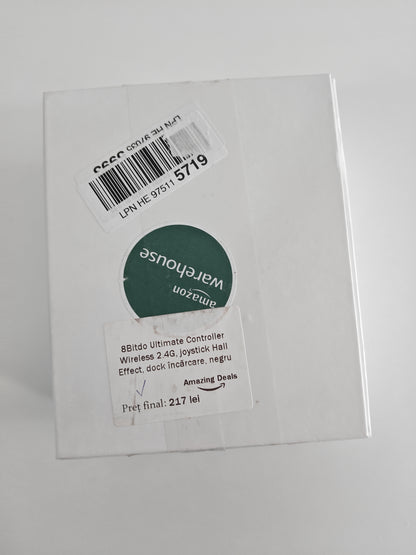 LPN HE 97511 5719
amazon
warehouse
8Bitdo Ultimate Controller
Wireless 2.4G, joystick Hall
Effect, dock încărcare, negru
Amazing Deals
Preț final: 217 lei